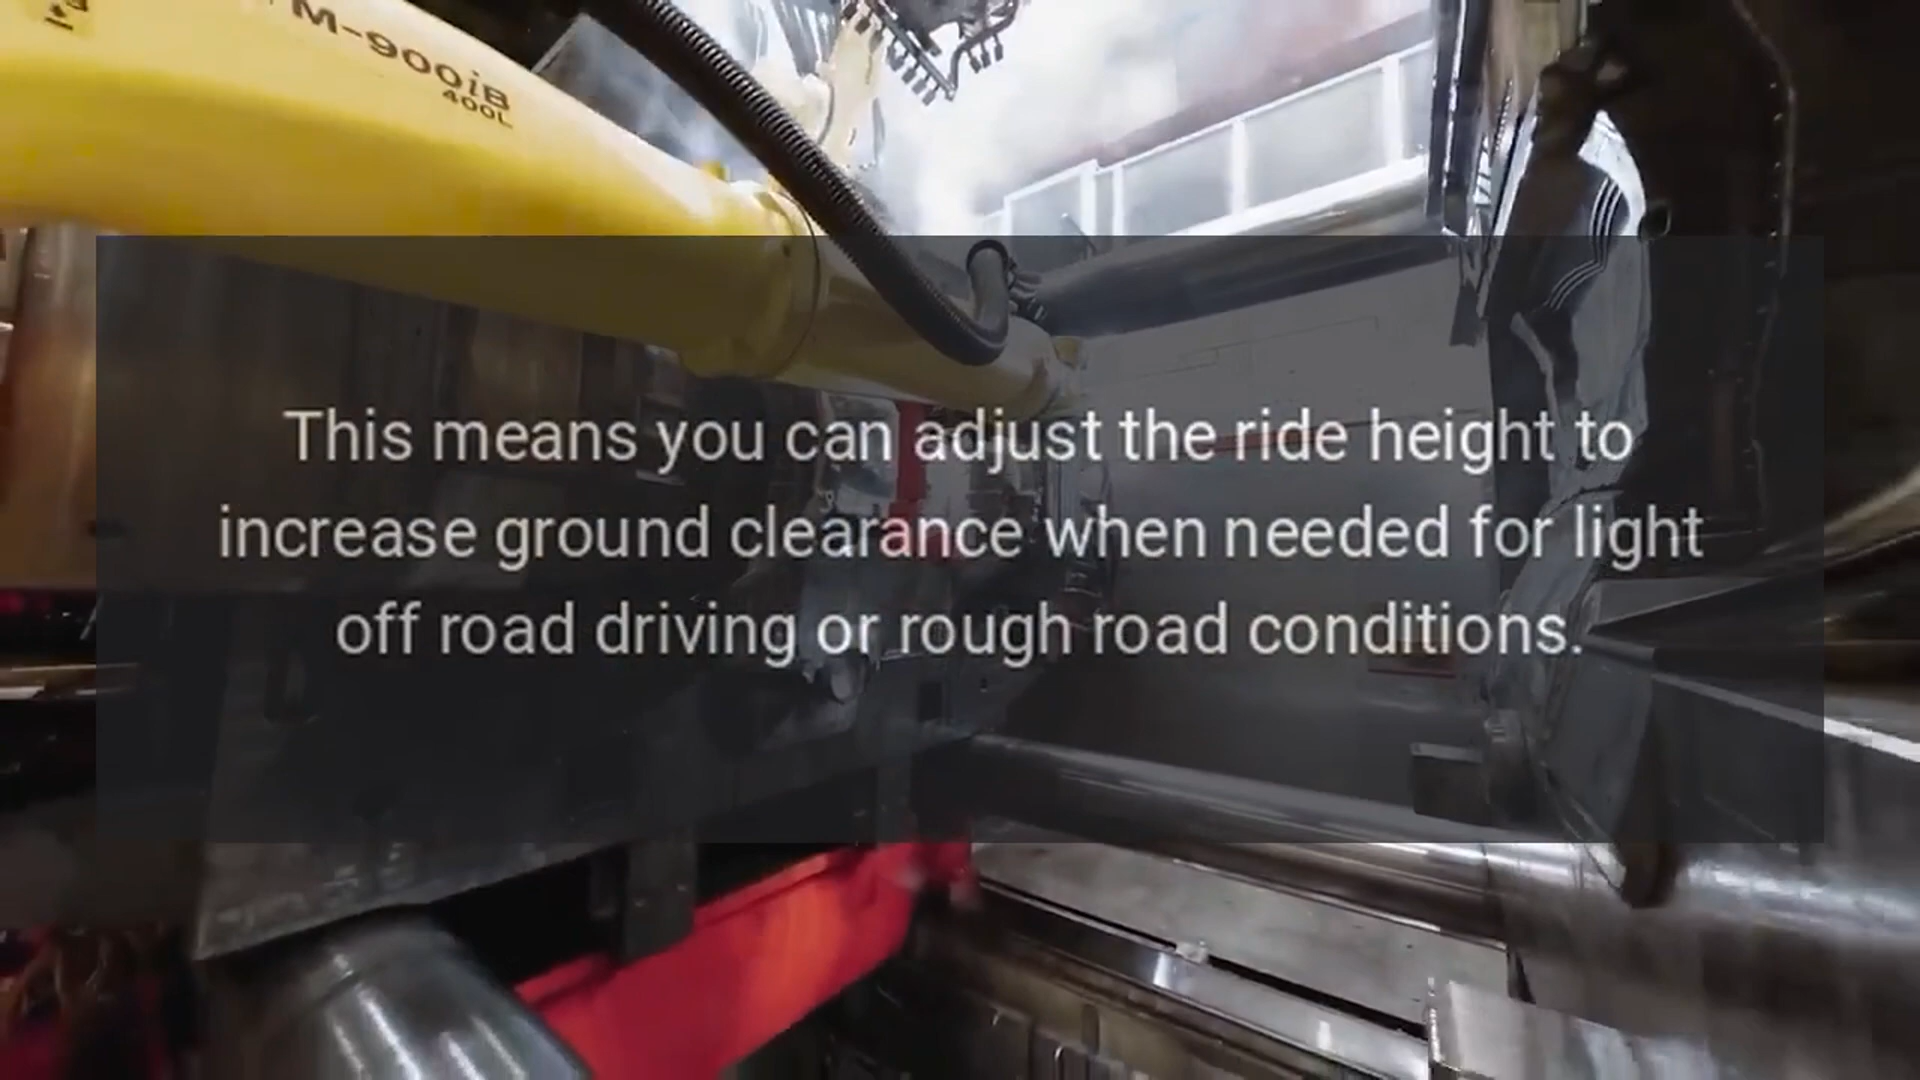 M-900iB
400L
This means you can adjust the ride height to
increase ground clearance when needed for light
off road driving or rough road conditions.